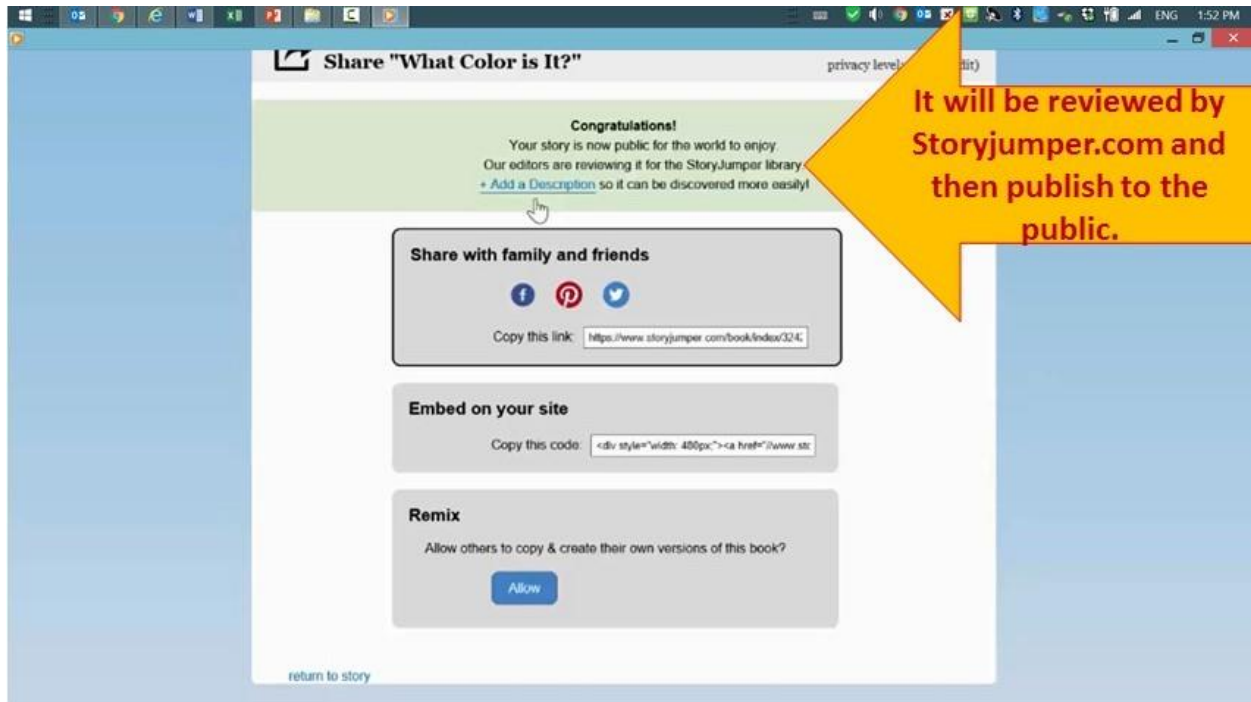 ENG 1:52 PM
Share "What Color is It?"
privacy level
dit)
Congratulations!
Your story is now public for the world to enjoy.
Our editors are reviewing it for the StoryJumper library.
+ Add a Description so it can be discovered more easily!
It will be reviewed by
Storyjumper.com and
then publish to the
public.
Share with family and friends
Copy this link: https://www.storyjumper.com/book/index/324
Embed on your site
Copy this code: <div style="width: 480px;"><a href="//www.sto
Remix
Allow others to copy & create their own versions of this book?
Allow
return to story